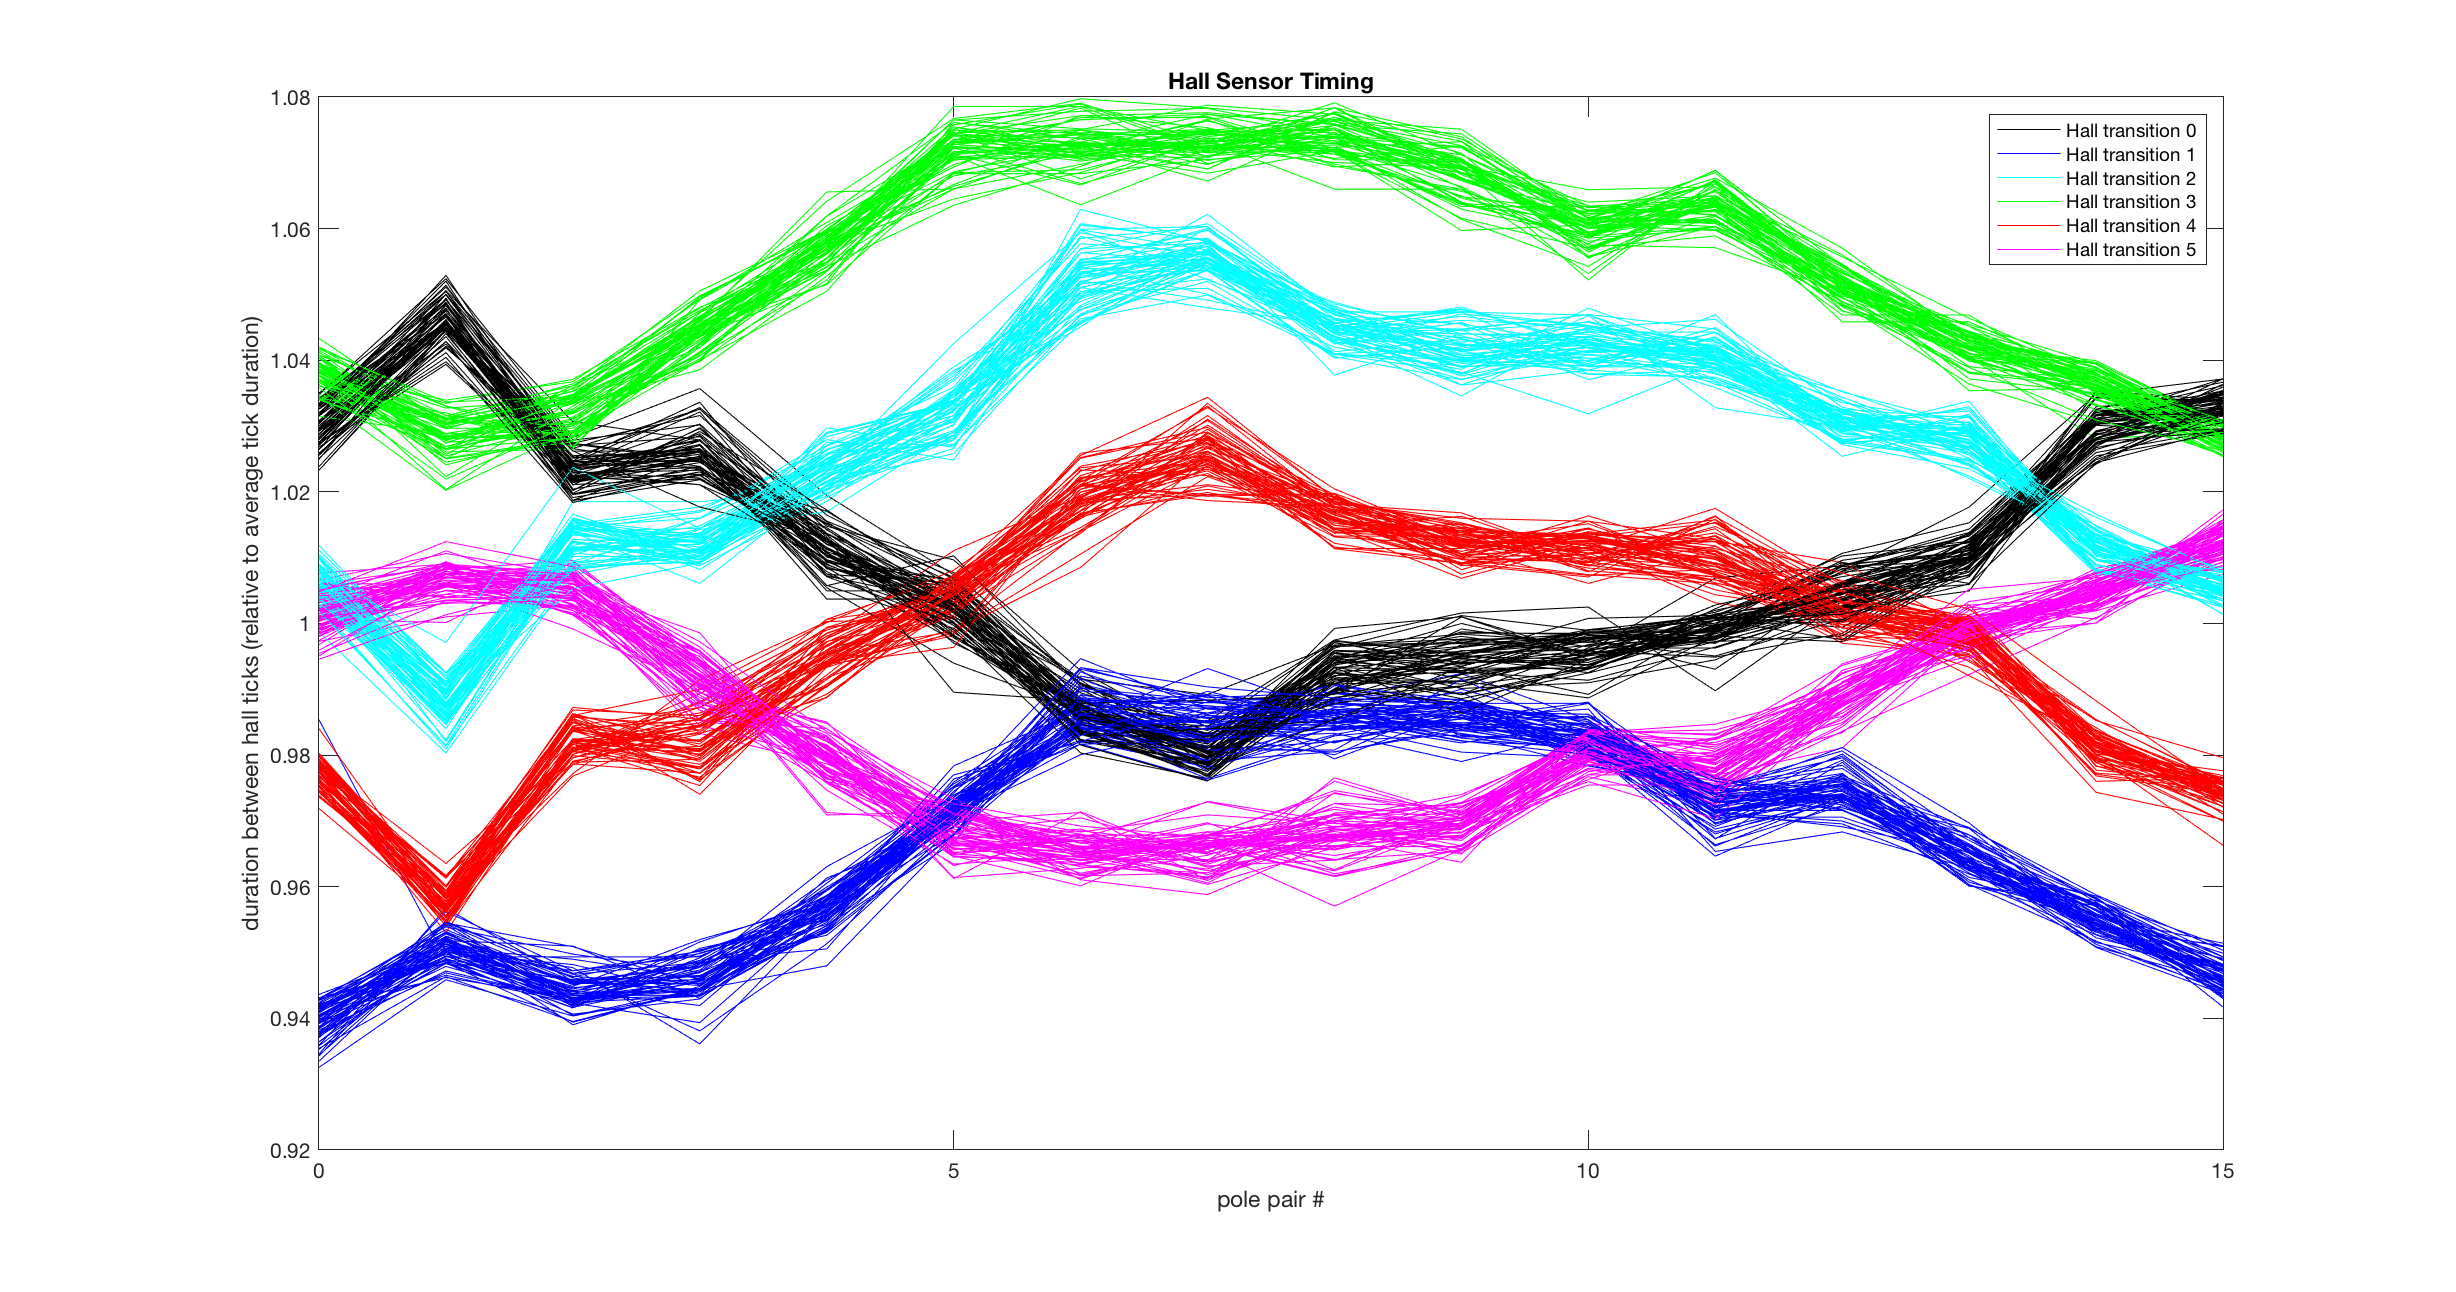 Hall Sensor Timing
1.08
1.06
1.04
1.02
1
0.98
0.96
0.94
0.92
duration between hall ticks (relative to average tick duration)
Hall transition 0
Hall transition 1
Hall transition 2
Hall transition 3
Hall transition 4
Hall transition 5
0 5 10 15
pole pair #